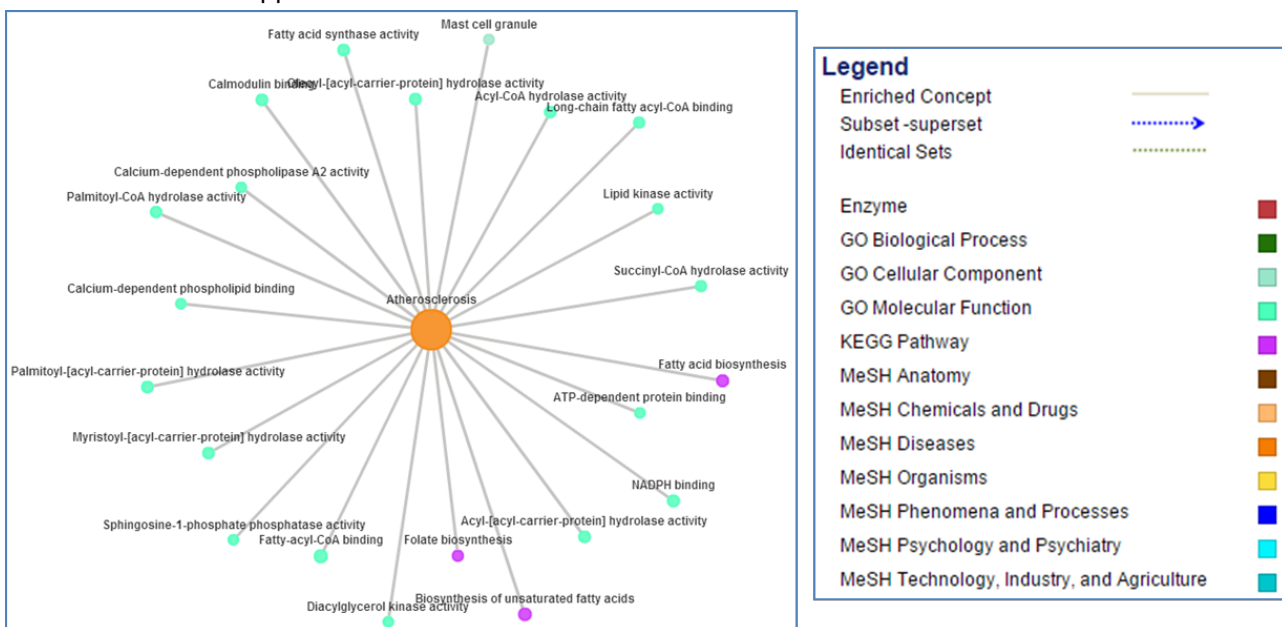 Mast cell granule
Fatty acid synthase activity
Calmodulin binding
Oleoyl-[acyl-carrier-protein] hydrolase activity
Acyl-CoA hydrolase activity
Long-chain fatty acyl-CoA binding
Calcium-dependent phospholipase A2 activity
Palmitoyl-CoA hydrolase activity
Lipid kinase activity
Succinyl-CoA hydrolase activity
Calcium-dependent phospholipid binding
Atherosclerosis
Fatty acid biosynthesis
Palmitoyl-[acyl-carrier-protein] hydrolase activity
ATP-dependent protein binding
Myristoyl-[acyl-carrier-protein] hydrolase activity
NADPH binding
Sphingosine-1-phosphate phosphatase activity
Acyl-[acyl-carrier-protein] hydrolase activity
Fatty-acyl-CoA binding
Folate biosynthesis
Biosynthesis of unsaturated fatty acids
Diacylglycerol kinase activity
Legend
Enriched Concept
Subset -superset
Identical Sets
Enzyme
GO Biological Process
GO Cellular Component
GO Molecular Function
KEGG Pathway
MeSH Anatomy
MeSH Chemicals and Drugs
MeSH Diseases
MeSH Organisms
MeSH Phenomena and Processes
MeSH Psychology and Psychiatry
MeSH Technology, Industry, and Agriculture